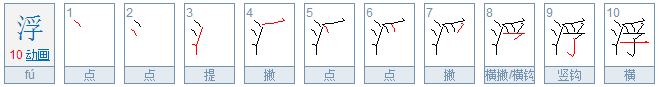 浮 1 2 3 4 5 6 7 8 9 10
10 动画
fú 点 点 提 撇 点 点 撇 横撇/横钩 竖钩 横